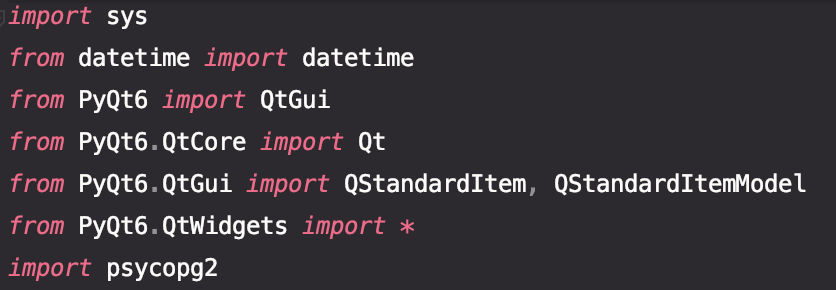 import sys
from datetime import datetime
from PyQt6 import QtGui
from PyQt6.QtCore import Qt
from PyQt6.QtGui import QStandardItem, QStandardItemModel
from PyQt6.QtWidgets import *
import psycopg2